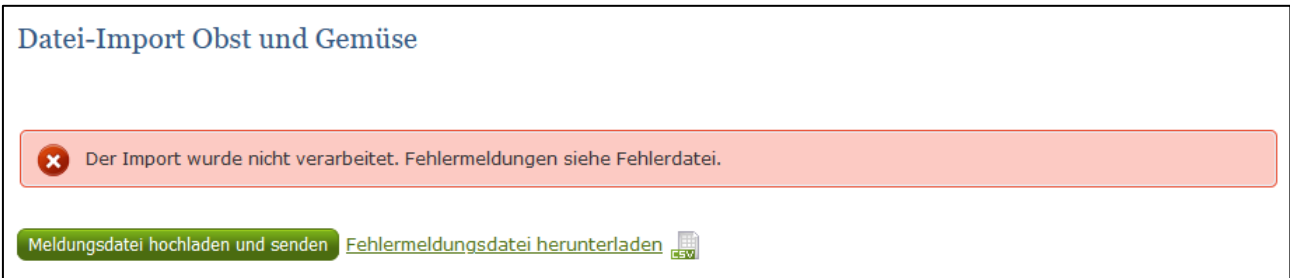 Datei-Import Obst und Gemüse
Der Import wurde nicht verarbeitet. Fehlermeldungen siehe Fehlerdatei.
Meldungsdatei hochladen und senden Fehlermeldungsdatei herunterladen CSV